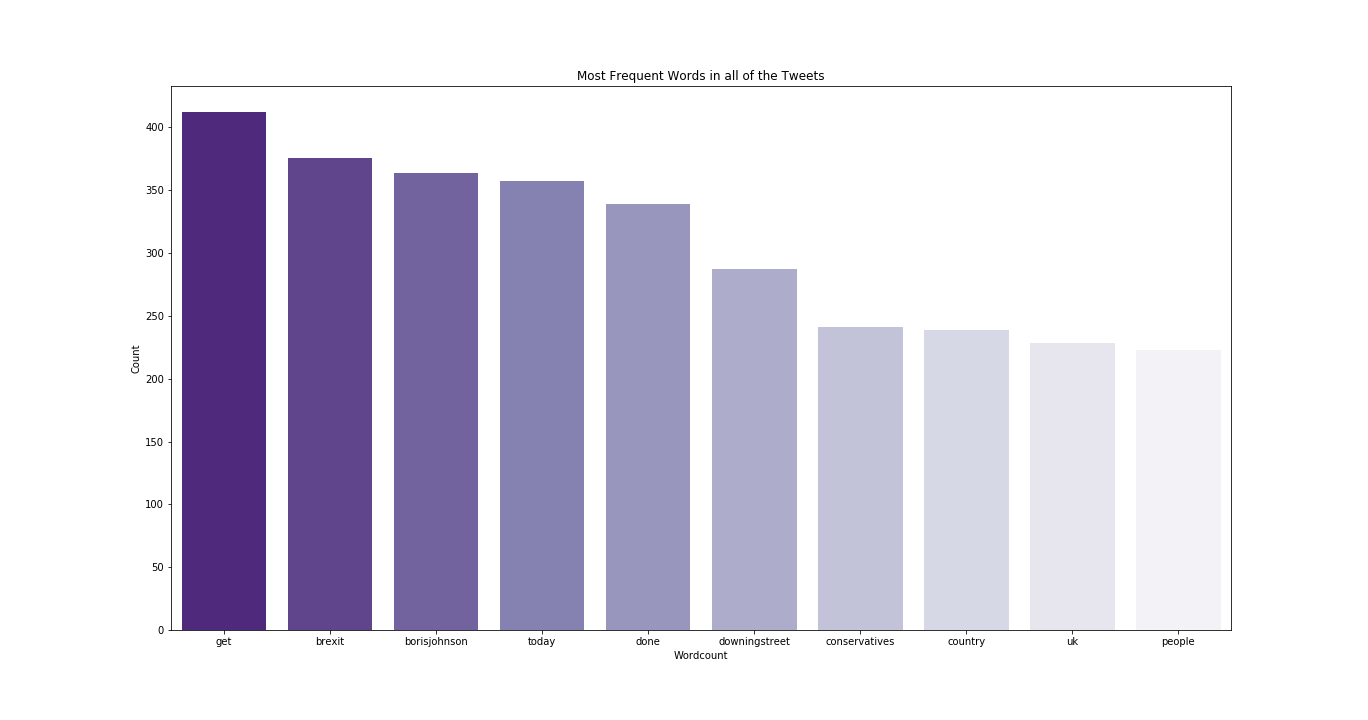 Most Frequent Words in all of the Tweets
400
350
300
250
200
150
100
50
0
Count
get brexit borisjohnson today done downingstreet conservatives country uk people
Wordcount